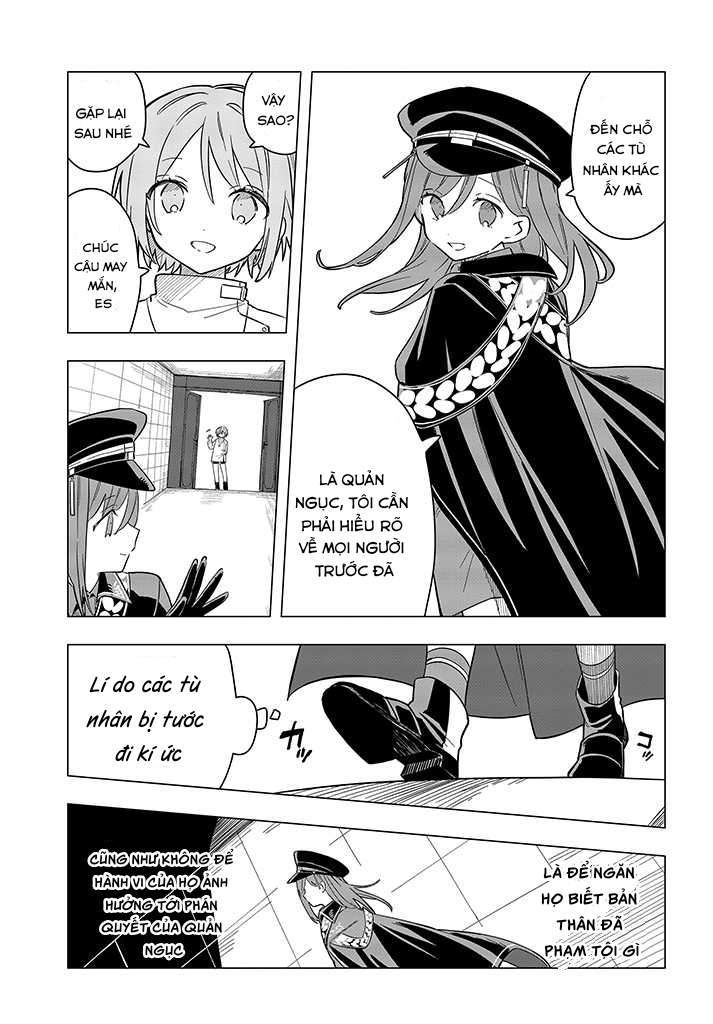 ĐẾN CHỖ
CÁC TÙ
NHÂN KHÁC
ẤY MÀ
LÀ QUẢN
NGỤC, TÔI CẦN
PHẢI HIỂU RÕ
VỀ MỌI NGƯỜI
TRƯỚC ĐÃ
VẬY
SAO?
GẶP LẠI
SAU NHÉ
CHÚC
CẬU MAY
MẮN,
ES
コ
カ
Lí do các tù
nhân bị tước
đi kí ức
LÀ ĐỂ NGĂN
HỌ BIẾT BẢN
THÂN ĐÃ
PHẠM TỘI GÌ
CŨNG NHƯ KHÔNG ĐỂ
HÀNH VI CỦA HỌ ẢNH
HƯỞNG TỚI PHÁN
QUYẾT CỦA QUẢN
NGỤC